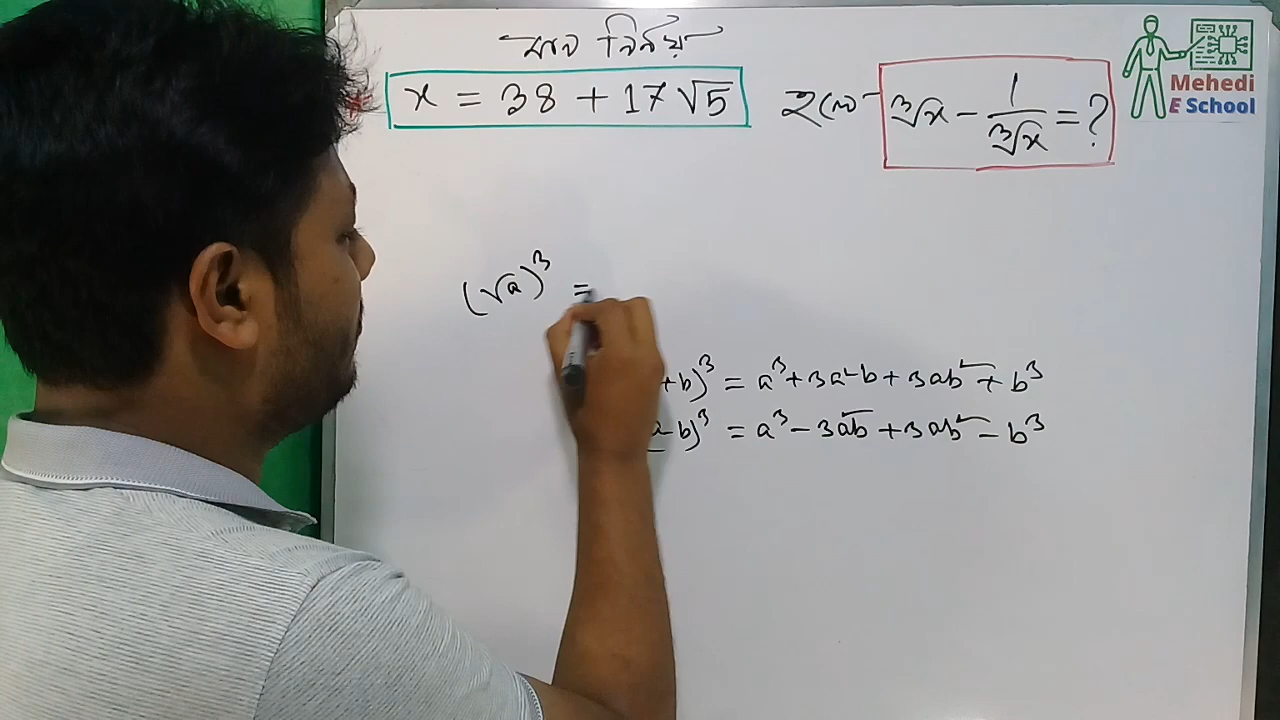 মান নির্ণয়
x = 38 + 17√5 হলে ∛x − 1/∛x = ?
Mehedi
E School
(√a)³ =
+b)³ = a³+3a²b+3ab²+b³
-b)³ = a³−3a²b+3ab²−b³